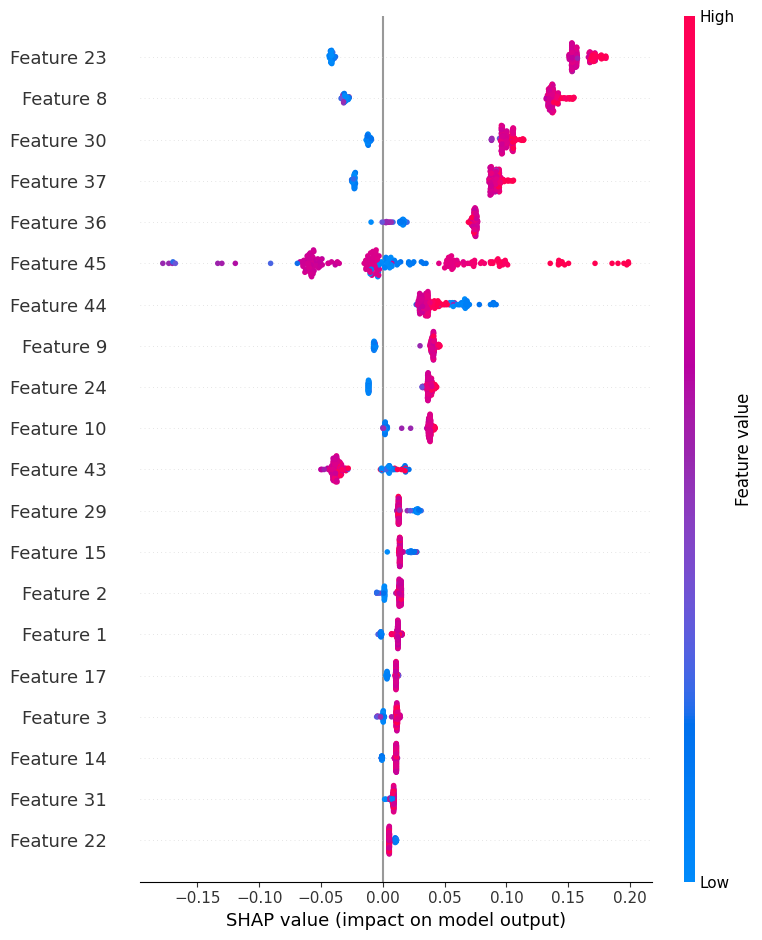 High
Feature 23
Feature 8
Feature 30
Feature 37
Feature 36
Feature 45
Feature 44
Feature 9
Feature 24
Feature 10
Feature 43
Feature 29
Feature 15
Feature 2
Feature 1
Feature 17
Feature 3
Feature 14
Feature 31
Feature 22
Feature value
Low
−0.15 −0.10 −0.05 0.00 0.05 0.10 0.15 0.20
SHAP value (impact on model output)